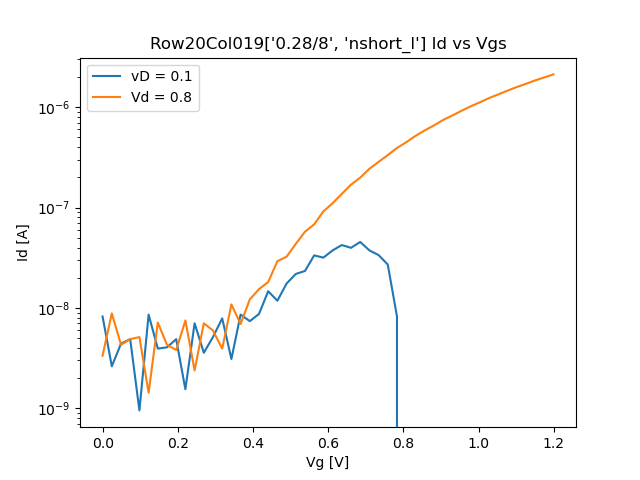 Row20Col019['0.28/8', 'nshort_l'] Id vs Vgs
vD = 0.1
Vd = 0.8
Id [A]
10⁻⁶
10⁻⁷
10⁻⁸
10⁻⁹
0.0 0.2 0.4 0.6 0.8 1.0 1.2
Vg [V]